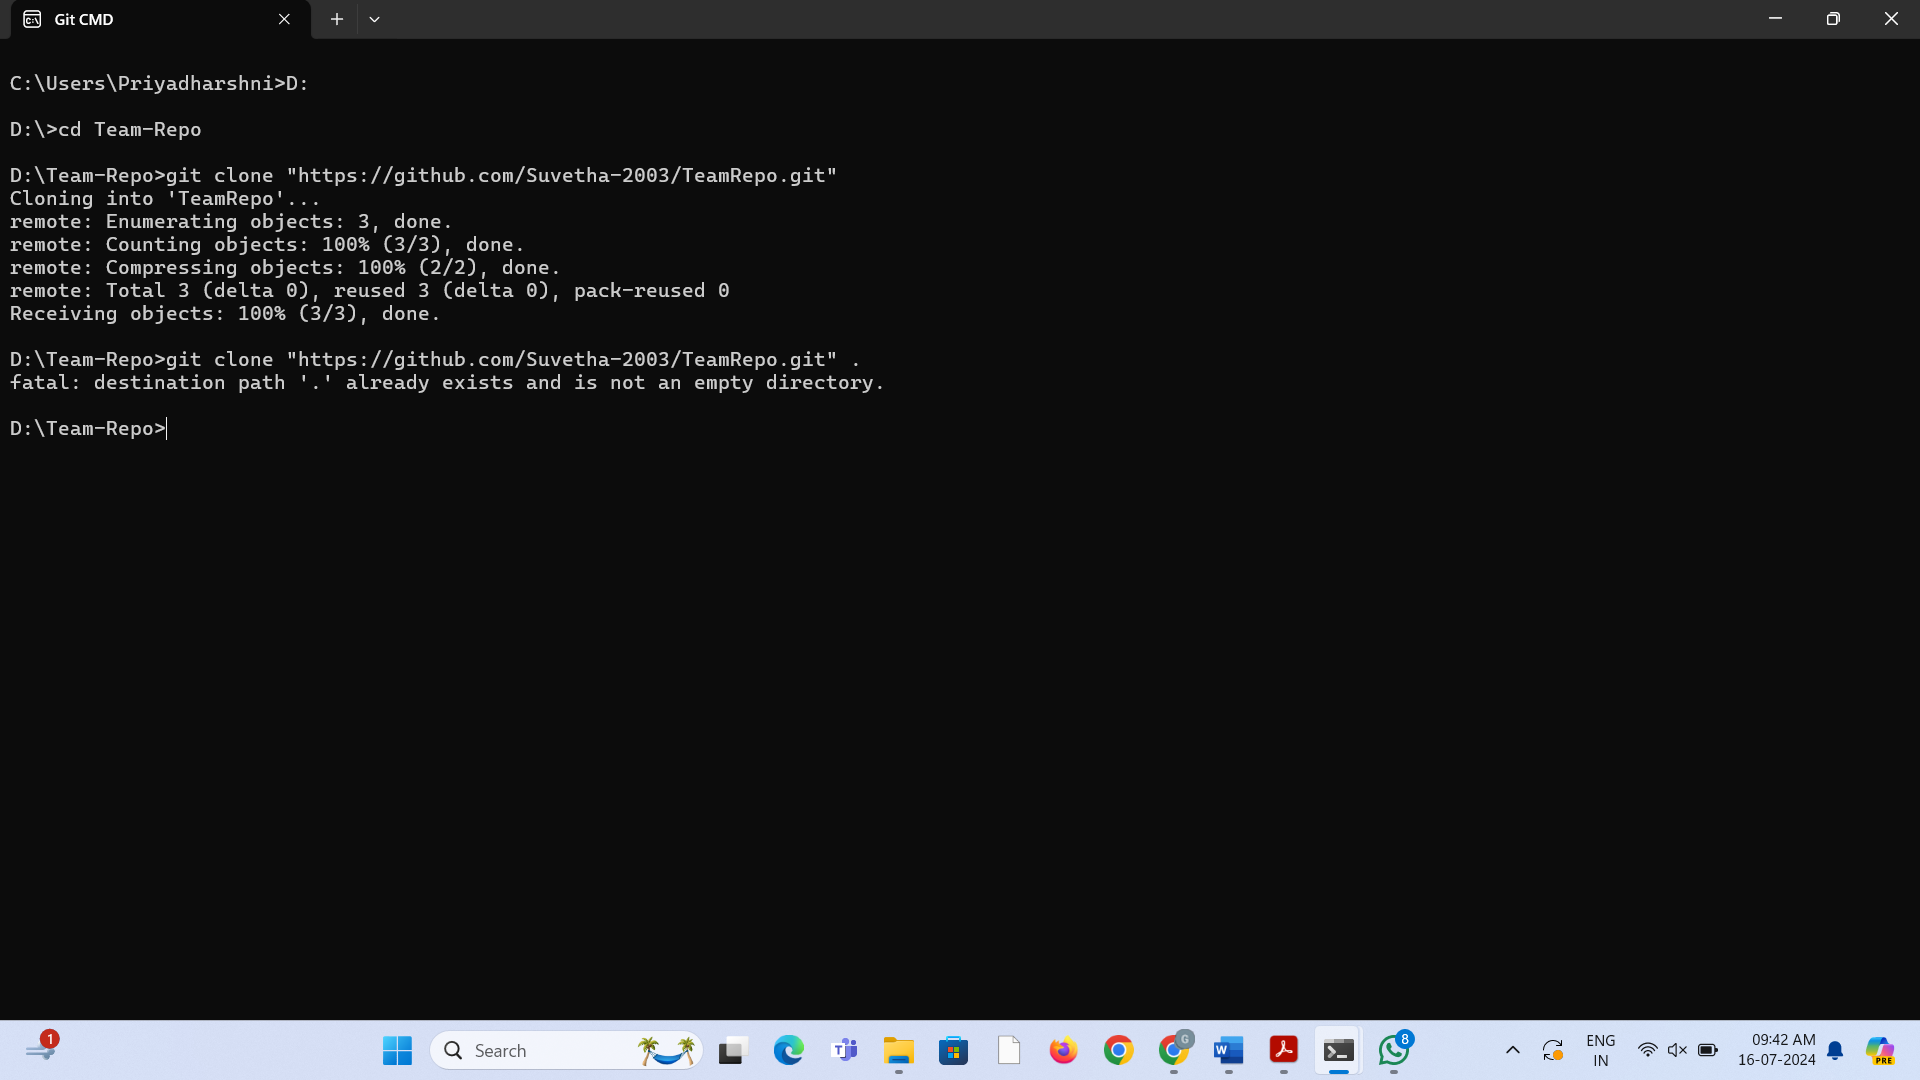 Git CMD
C:\Users\Priyadharshni>D:
D:\>cd Team-Repo
D:\Team-Repo>git clone "https://github.com/Suvetha-2003/TeamRepo.git"
Cloning into 'TeamRepo'...
remote: Enumerating objects: 3, done.
remote: Counting objects: 100% (3/3), done.
remote: Compressing objects: 100% (2/2), done.
remote: Total 3 (delta 0), reused 3 (delta 0), pack-reused 0
Receiving objects: 100% (3/3), done.
D:\Team-Repo>git clone "https://github.com/Suvetha-2003/TeamRepo.git" .
fatal: destination path '.' already exists and is not an empty directory.
D:\Team-Repo>
1
Search
G
8
ENG
IN
09:42 AM
16-07-2024
PRE